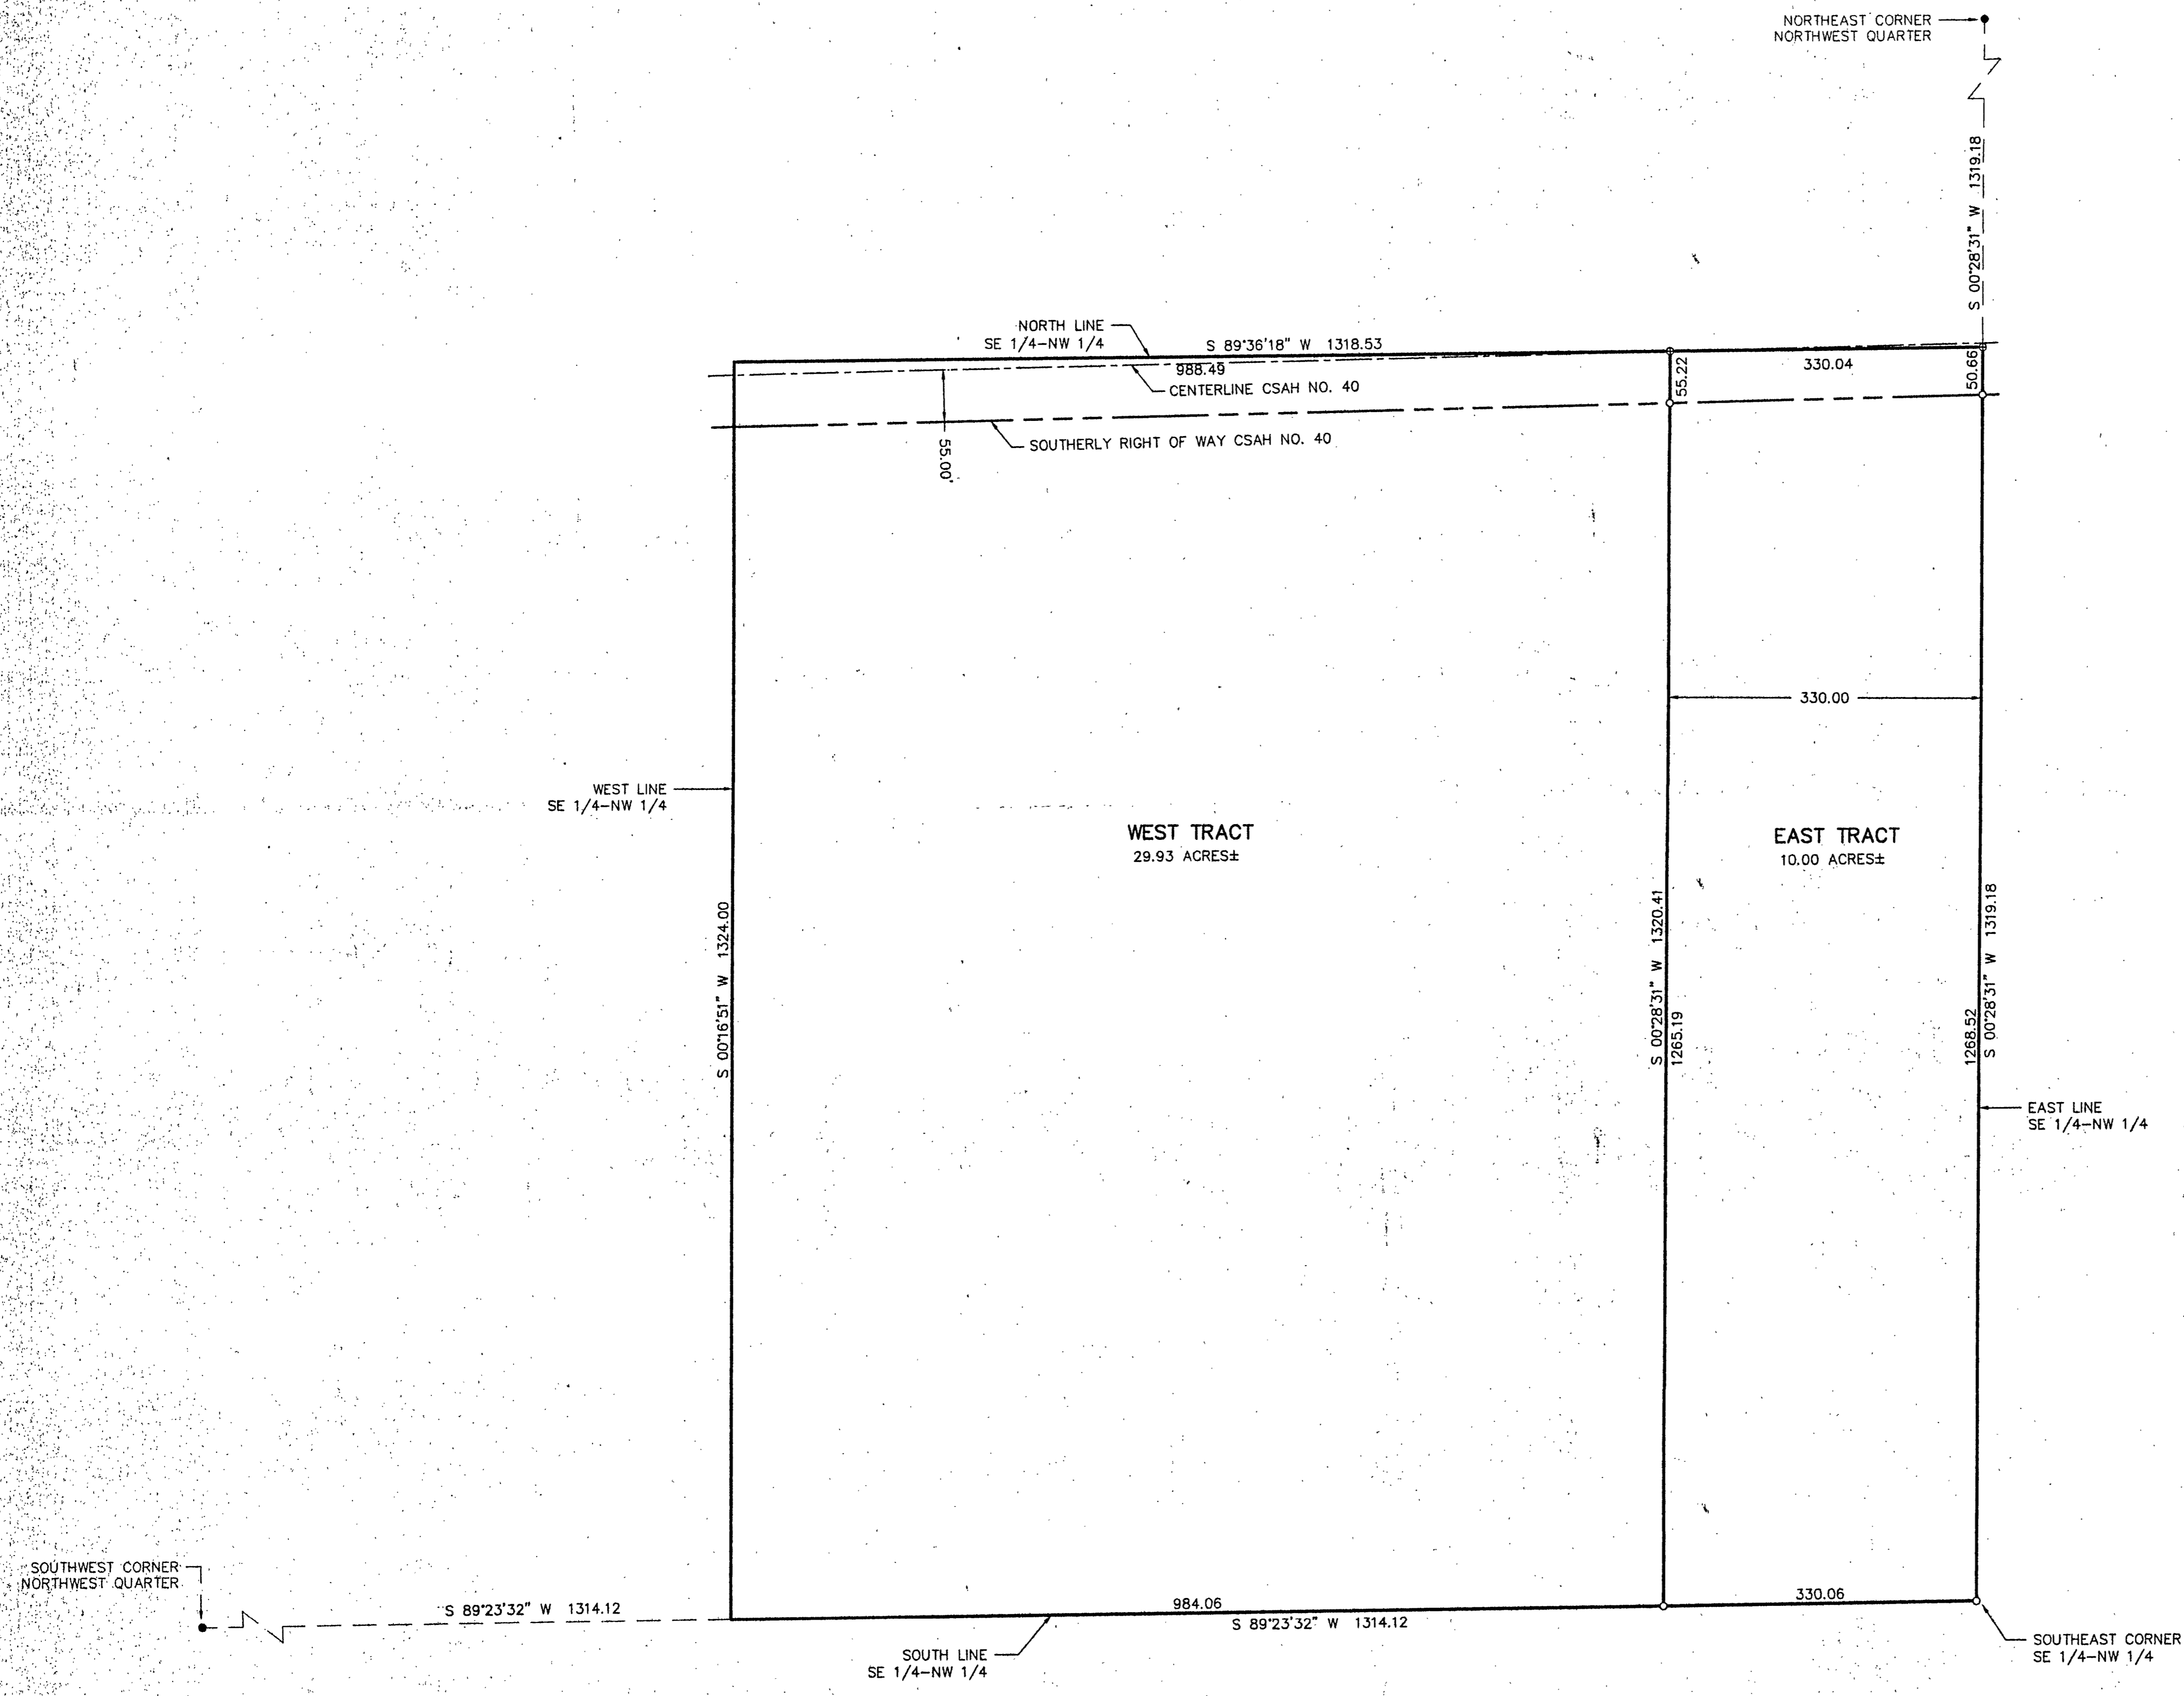 NORTHEAST CORNER
NORTHWEST QUARTER
S 00°28'31" W 1319.18
NORTH LINE
SE 1/4-NW 1/4
S 89°36'18" W 1318.53
988.49
CENTERLINE CSAH NO. 40
55.22
330.04
50.66
SOUTHERLY RIGHT OF WAY CSAH NO. 40
55.00'
330.00
WEST LINE
SE 1/4-NW 1/4
WEST TRACT
29.93 ACRES±
EAST TRACT
10.00 ACRES±
S 00°16'51" W 1324.00
S 00°28'31" W 1320.41
1265.19
1268.52
S 00°28'31" W 1319.18
EAST LINE
SE 1/4-NW 1/4
SOUTHWEST CORNER
NORTHWEST QUARTER
S 89°23'32" W 1314.12
984.06
S 89°23'32" W 1314.12
330.06
SOUTH LINE
SE 1/4-NW 1/4
SOUTHEAST CORNER
SE 1/4-NW 1/4